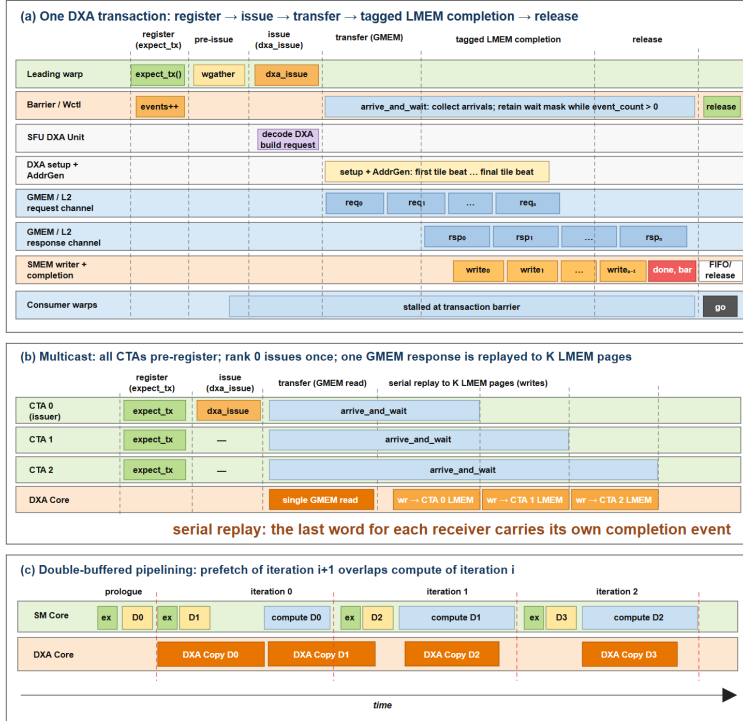 (a) One DXA transaction: register → issue → transfer → tagged LMEM completion → release
register
(expect_tx)
pre-issue
issue
(dxa_issue)
transfer (GMEM)
tagged LMEM completion
release
Leading warp
expect_tx()
wgather
dxa_issue
Barrier / Wctl
events++
arrive_and_wait: collect arrivals; retain wait mask while event_count > 0
release
SFU DXA Unit
decode DXA
build request
DXA setup +
AddrGen
setup + AddrGen: first tile beat … final tile beat
GMEM / L2
request channel
req₀
req₁
…
reqₙ
GMEM / L2
response channel
rsp₀
rsp₁
…
rspₙ
SMEM writer +
completion
write₀
write₁
…
writeₙ₋₁
done, bar
FIFO/
release
Consumer warps
stalled at transaction barrier
go
(b) Multicast: all CTAs pre-register; rank 0 issues once; one GMEM response is replayed to K LMEM pages
register
(expect_tx)
issue
(dxa_issue)
transfer (GMEM read)
serial replay to K LMEM pages (writes)
CTA 0
(issuer)
expect_tx
dxa_issue
arrive_and_wait
CTA 1
expect_tx
—
arrive_and_wait
CTA 2
expect_tx
—
arrive_and_wait
DXA Core
single GMEM read
wr → CTA 0 LMEM
wr → CTA 1 LMEM
wr → CTA 2 LMEM
serial replay: the last word for each receiver carries its own completion event
(c) Double-buffered pipelining: prefetch of iteration i+1 overlaps compute of iteration i
prologue
iteration 0
iteration 1
iteration 2
SM Core
ex
D0
ex
D1
compute D0
ex
D2
compute D1
ex
D3
compute D2
DXA Core
DXA Copy D0
DXA Copy D1
DXA Copy D2
DXA Copy D3
time